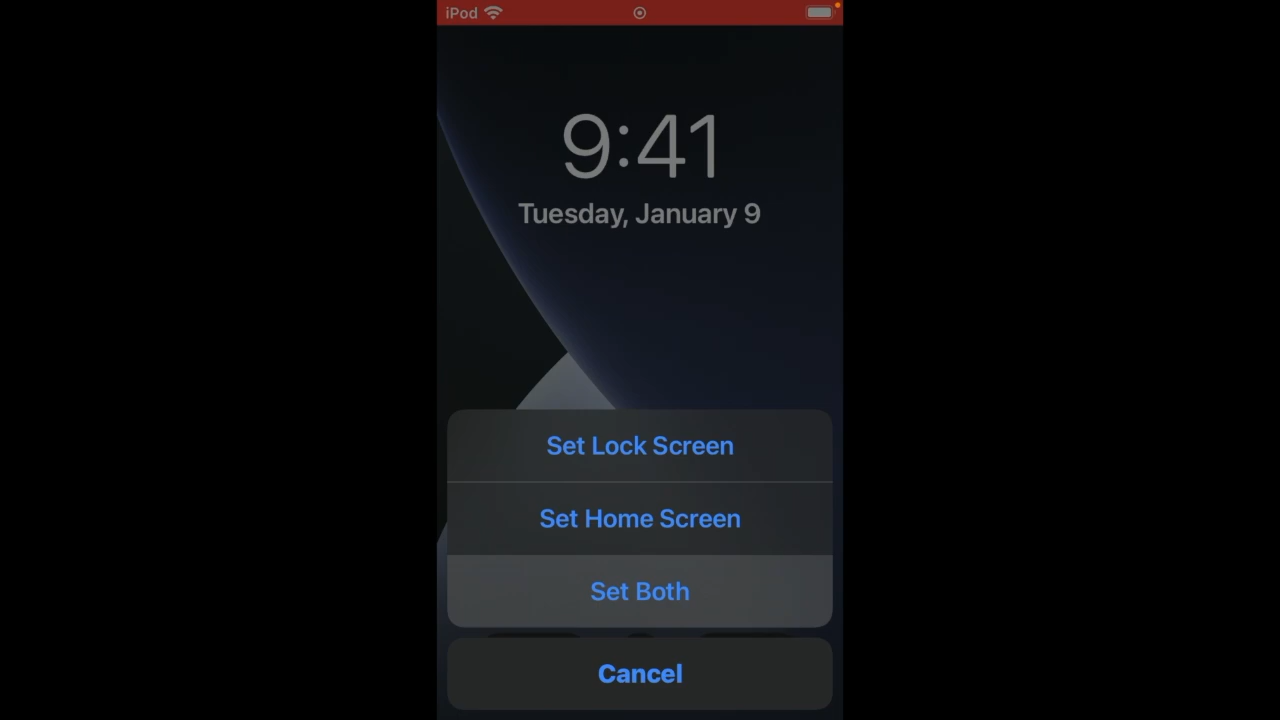 iPod
9:41
Tuesday, January 9
Set Lock Screen
Set Home Screen
Set Both
Cancel